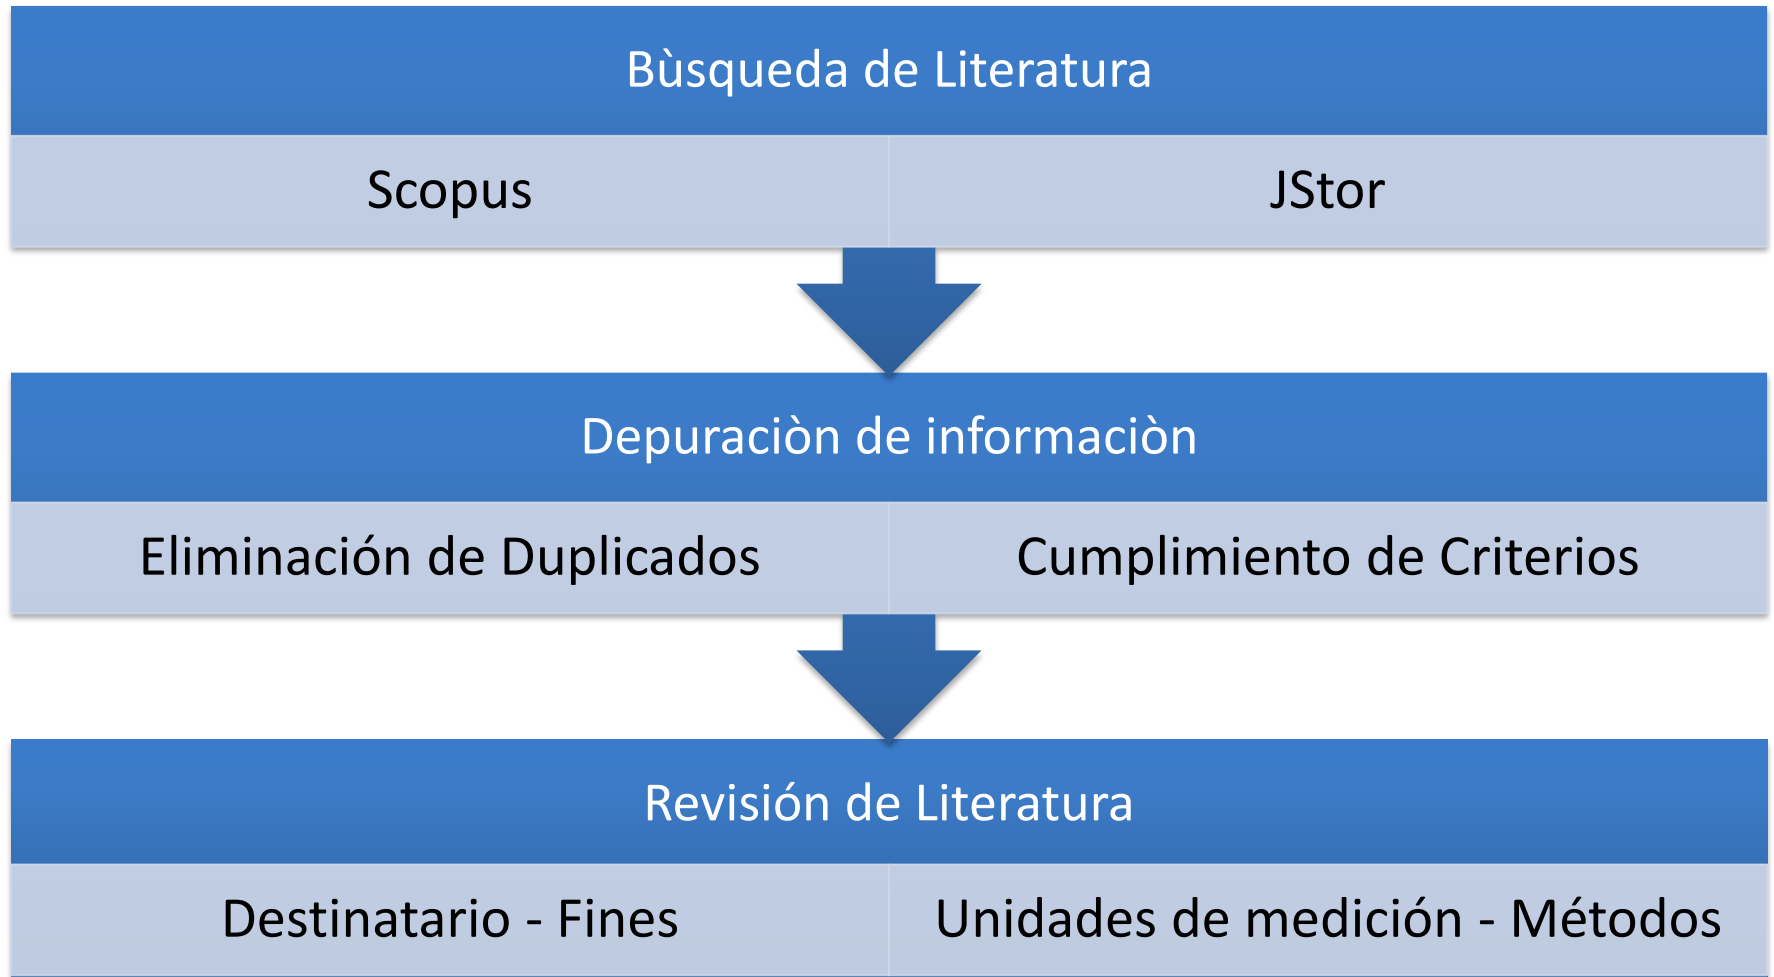 Bùsqueda de Literatura
Scopus
JStor
Depuraciòn de informaciòn
Eliminación de Duplicados
Cumplimiento de Criterios
Revisión de Literatura
Destinatario - Fines
Unidades de medición - Métodos